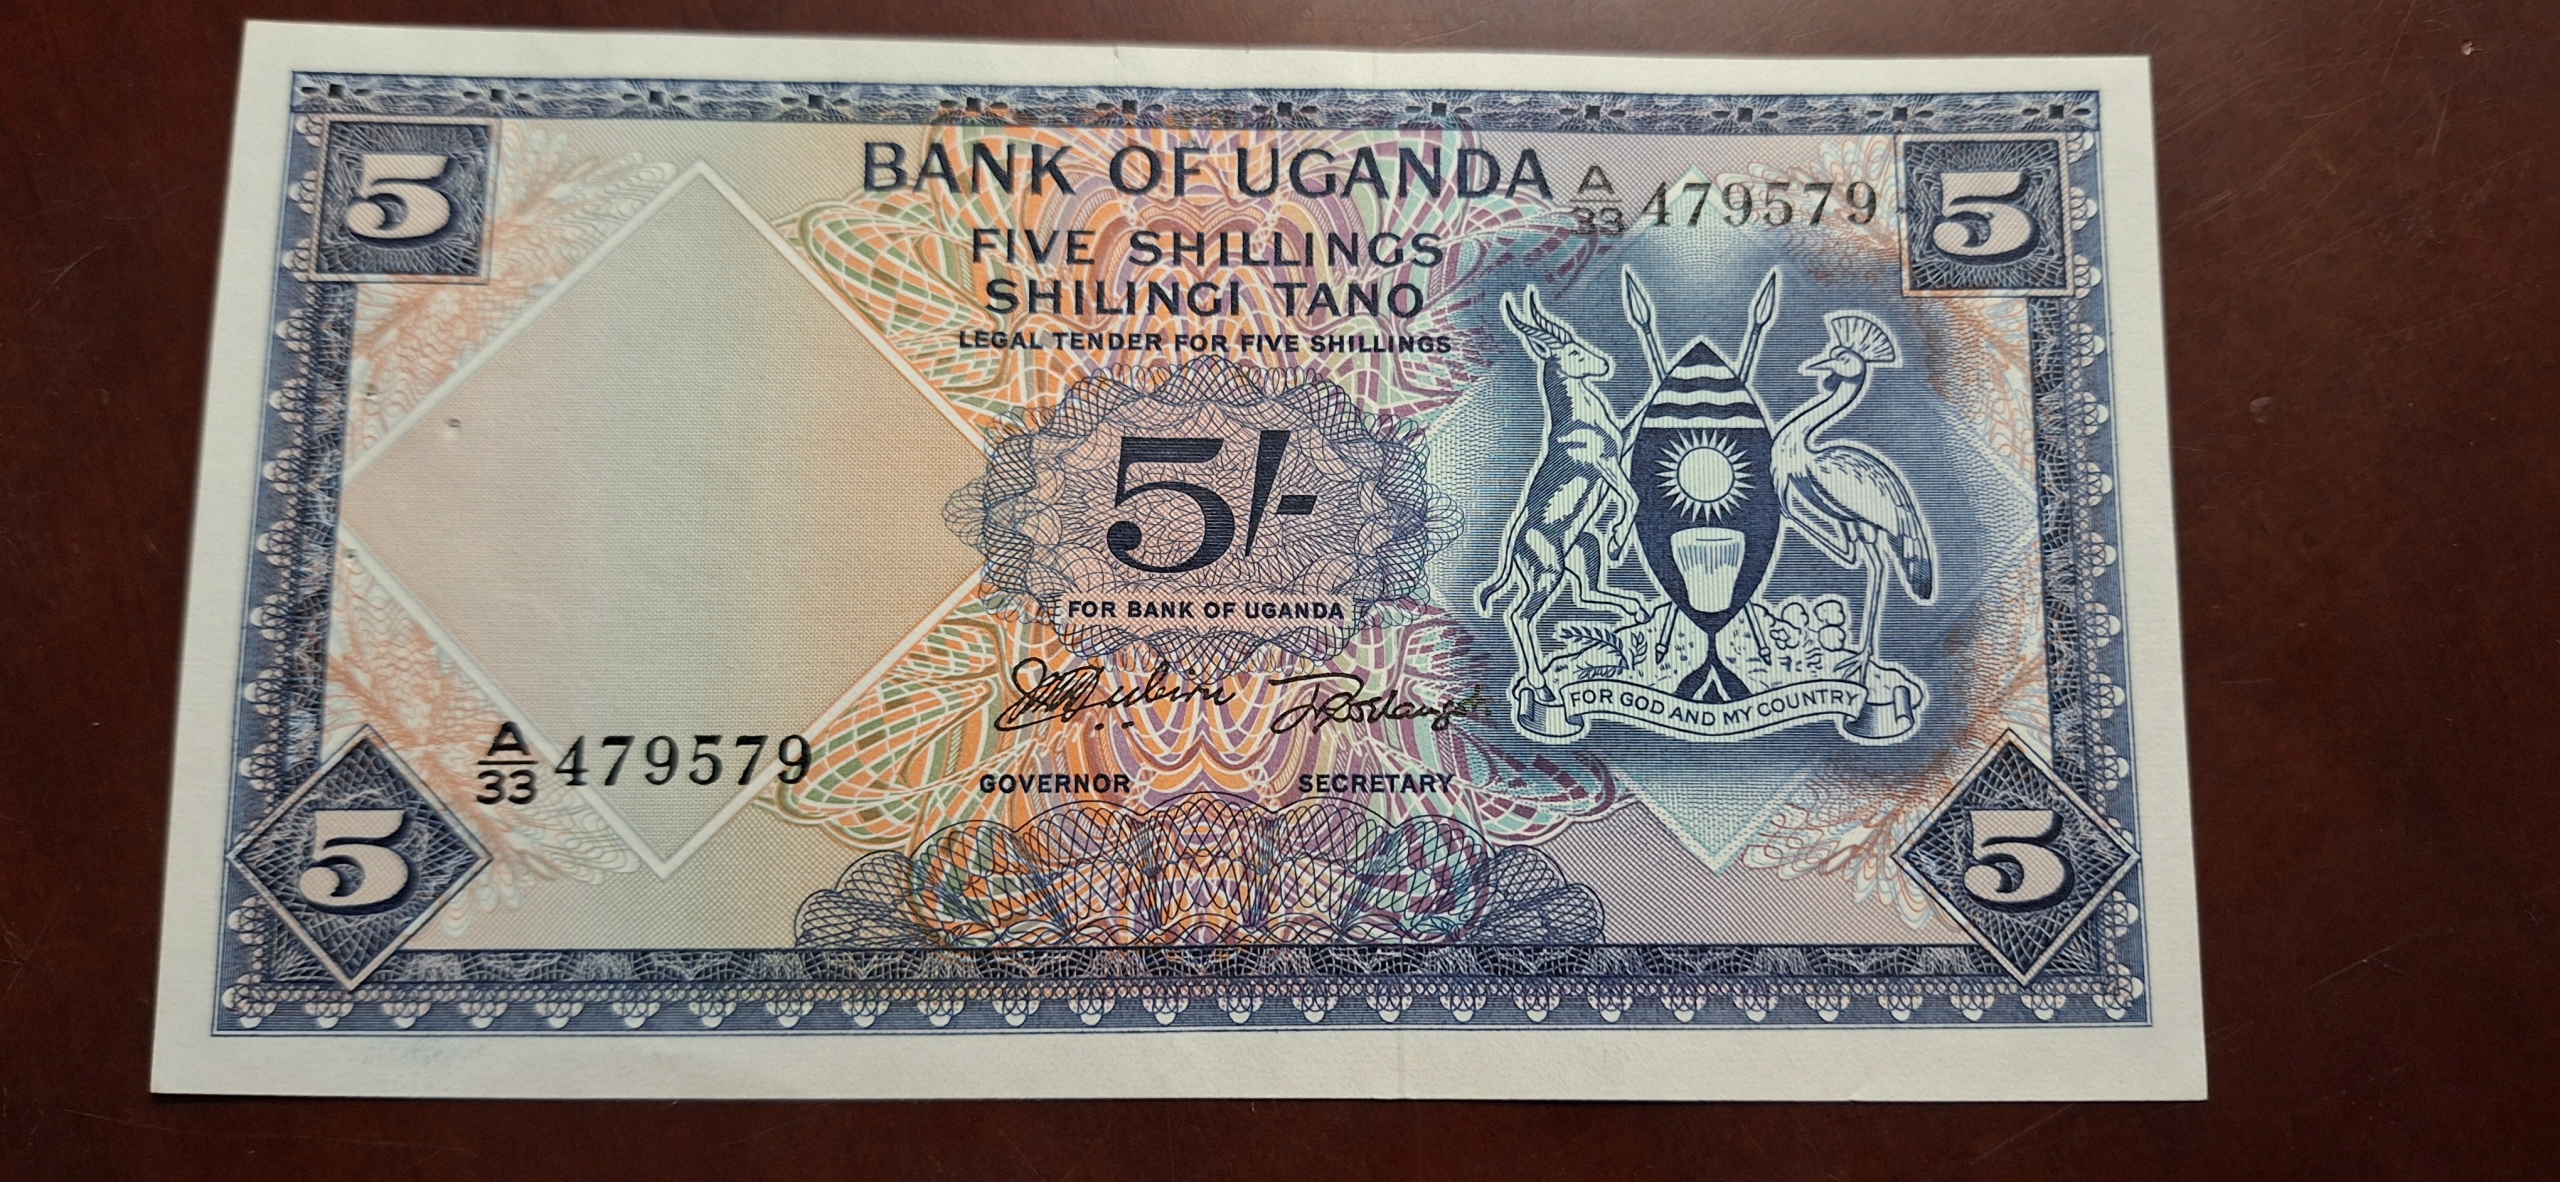 5
BANK OF UGANDA
A/33 479579
5
FIVE SHILLINGS
SHILINGI TANO
LEGAL TENDER FOR FIVE SHILLINGS
5/-
FOR BANK OF UGANDA
FOR GOD AND MY COUNTRY
A/33 479579
GOVERNOR
SECRETARY
5
5